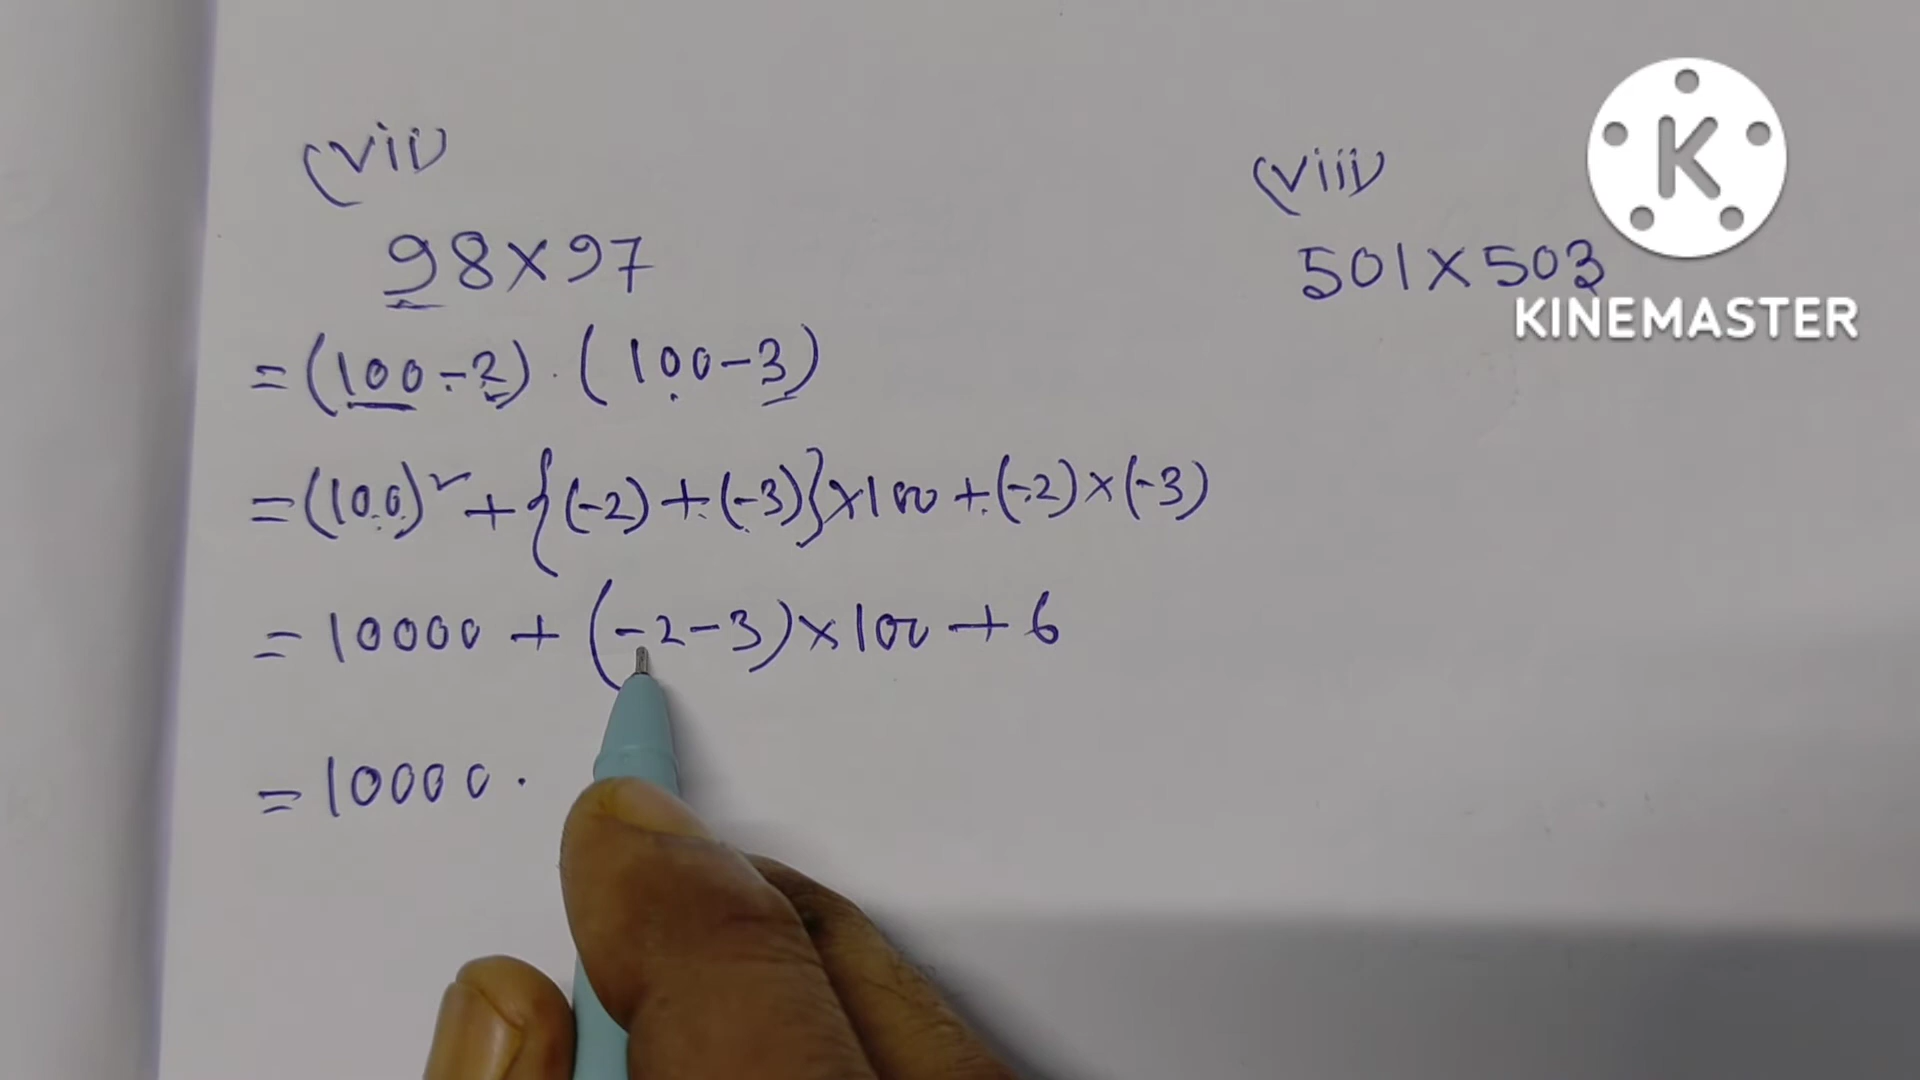 (vii)
98×97
=(100-2).(100-3)
=(100)²+{(-2)+(-3)}×100+(-2)×(-3)
=10000+(-2-3)×100+6
=10000.
(viii)
501×503
K
KINEMASTER